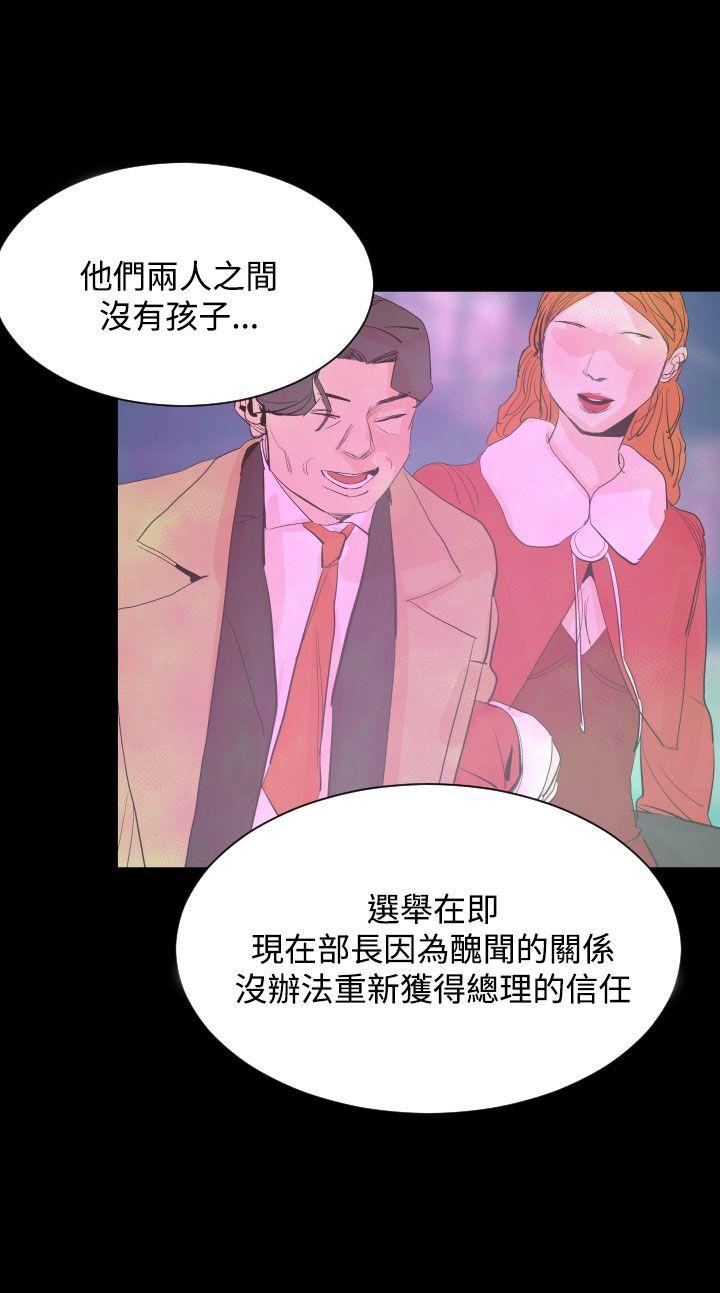 他們兩人之間
沒有孩子...
選舉在即
現在部長因為醜聞的關係
沒辦法重新獲得總理的信任